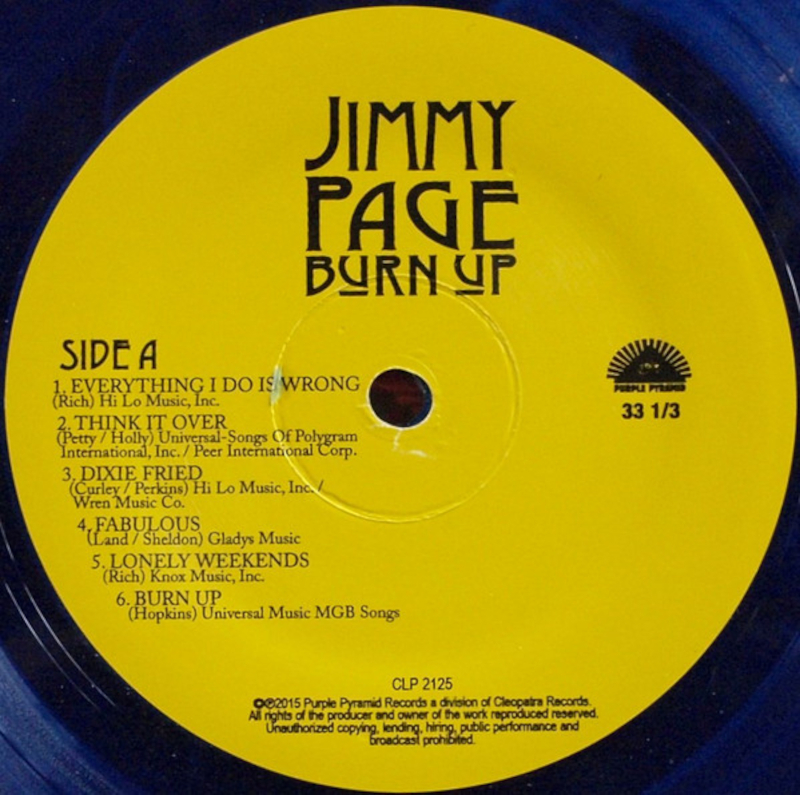 JIMMY
PAGE
BURN UP
SIDE A
1. EVERYTHING I DO IS WRONG
(Rich) Hi Lo Music, Inc.
2. THINK IT OVER
(Petty / Holly) Universal-Songs Of Polygram
International, Inc. / Peer International Corp.
3. DIXIE FRIED
(Curley / Perkins) Hi Lo Music, Inc. /
Wren Music Co.
4. FABULOUS
(Land / Sheldon) Gladys Music
5. LONELY WEEKENDS
(Rich) Knox Music, Inc.
6. BURN UP
(Hopkins) Universal Music MGB Songs
PURPLE PYRAMID
33 1/3
CLP 2125
©℗2015 Purple Pyramid Records a division of Cleopatra Records.
All rights of the producer and owner of the work reproduced reserved.
Unauthorized copying, lending, hiring, public performance and
broadcast prohibited.